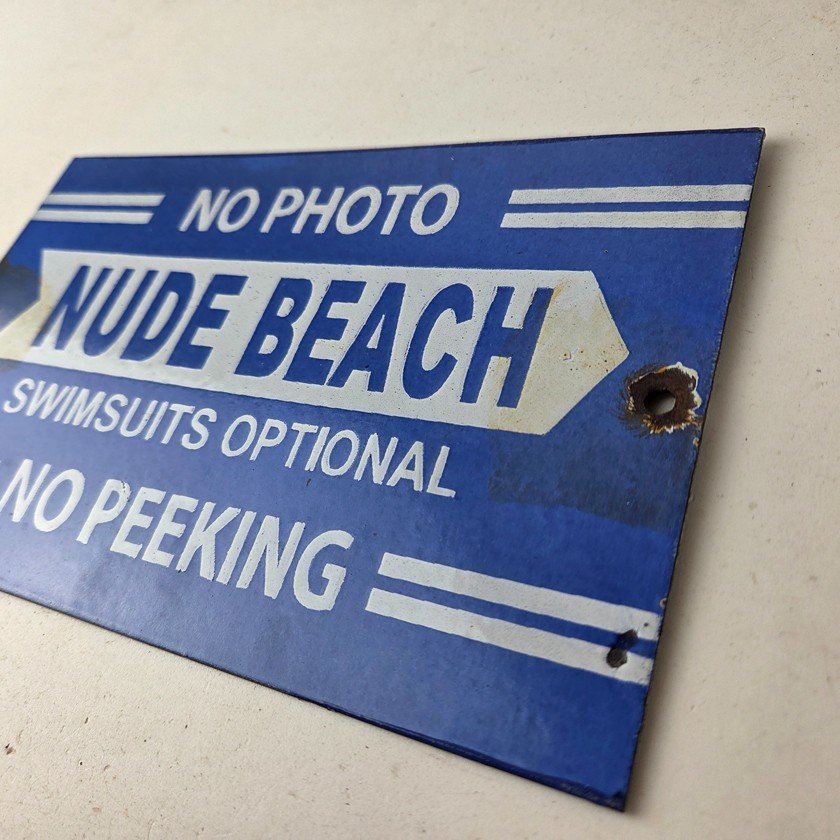 NO PHOTO
NUDE BEACH
SWIMSUITS OPTIONAL
NO PEEKING